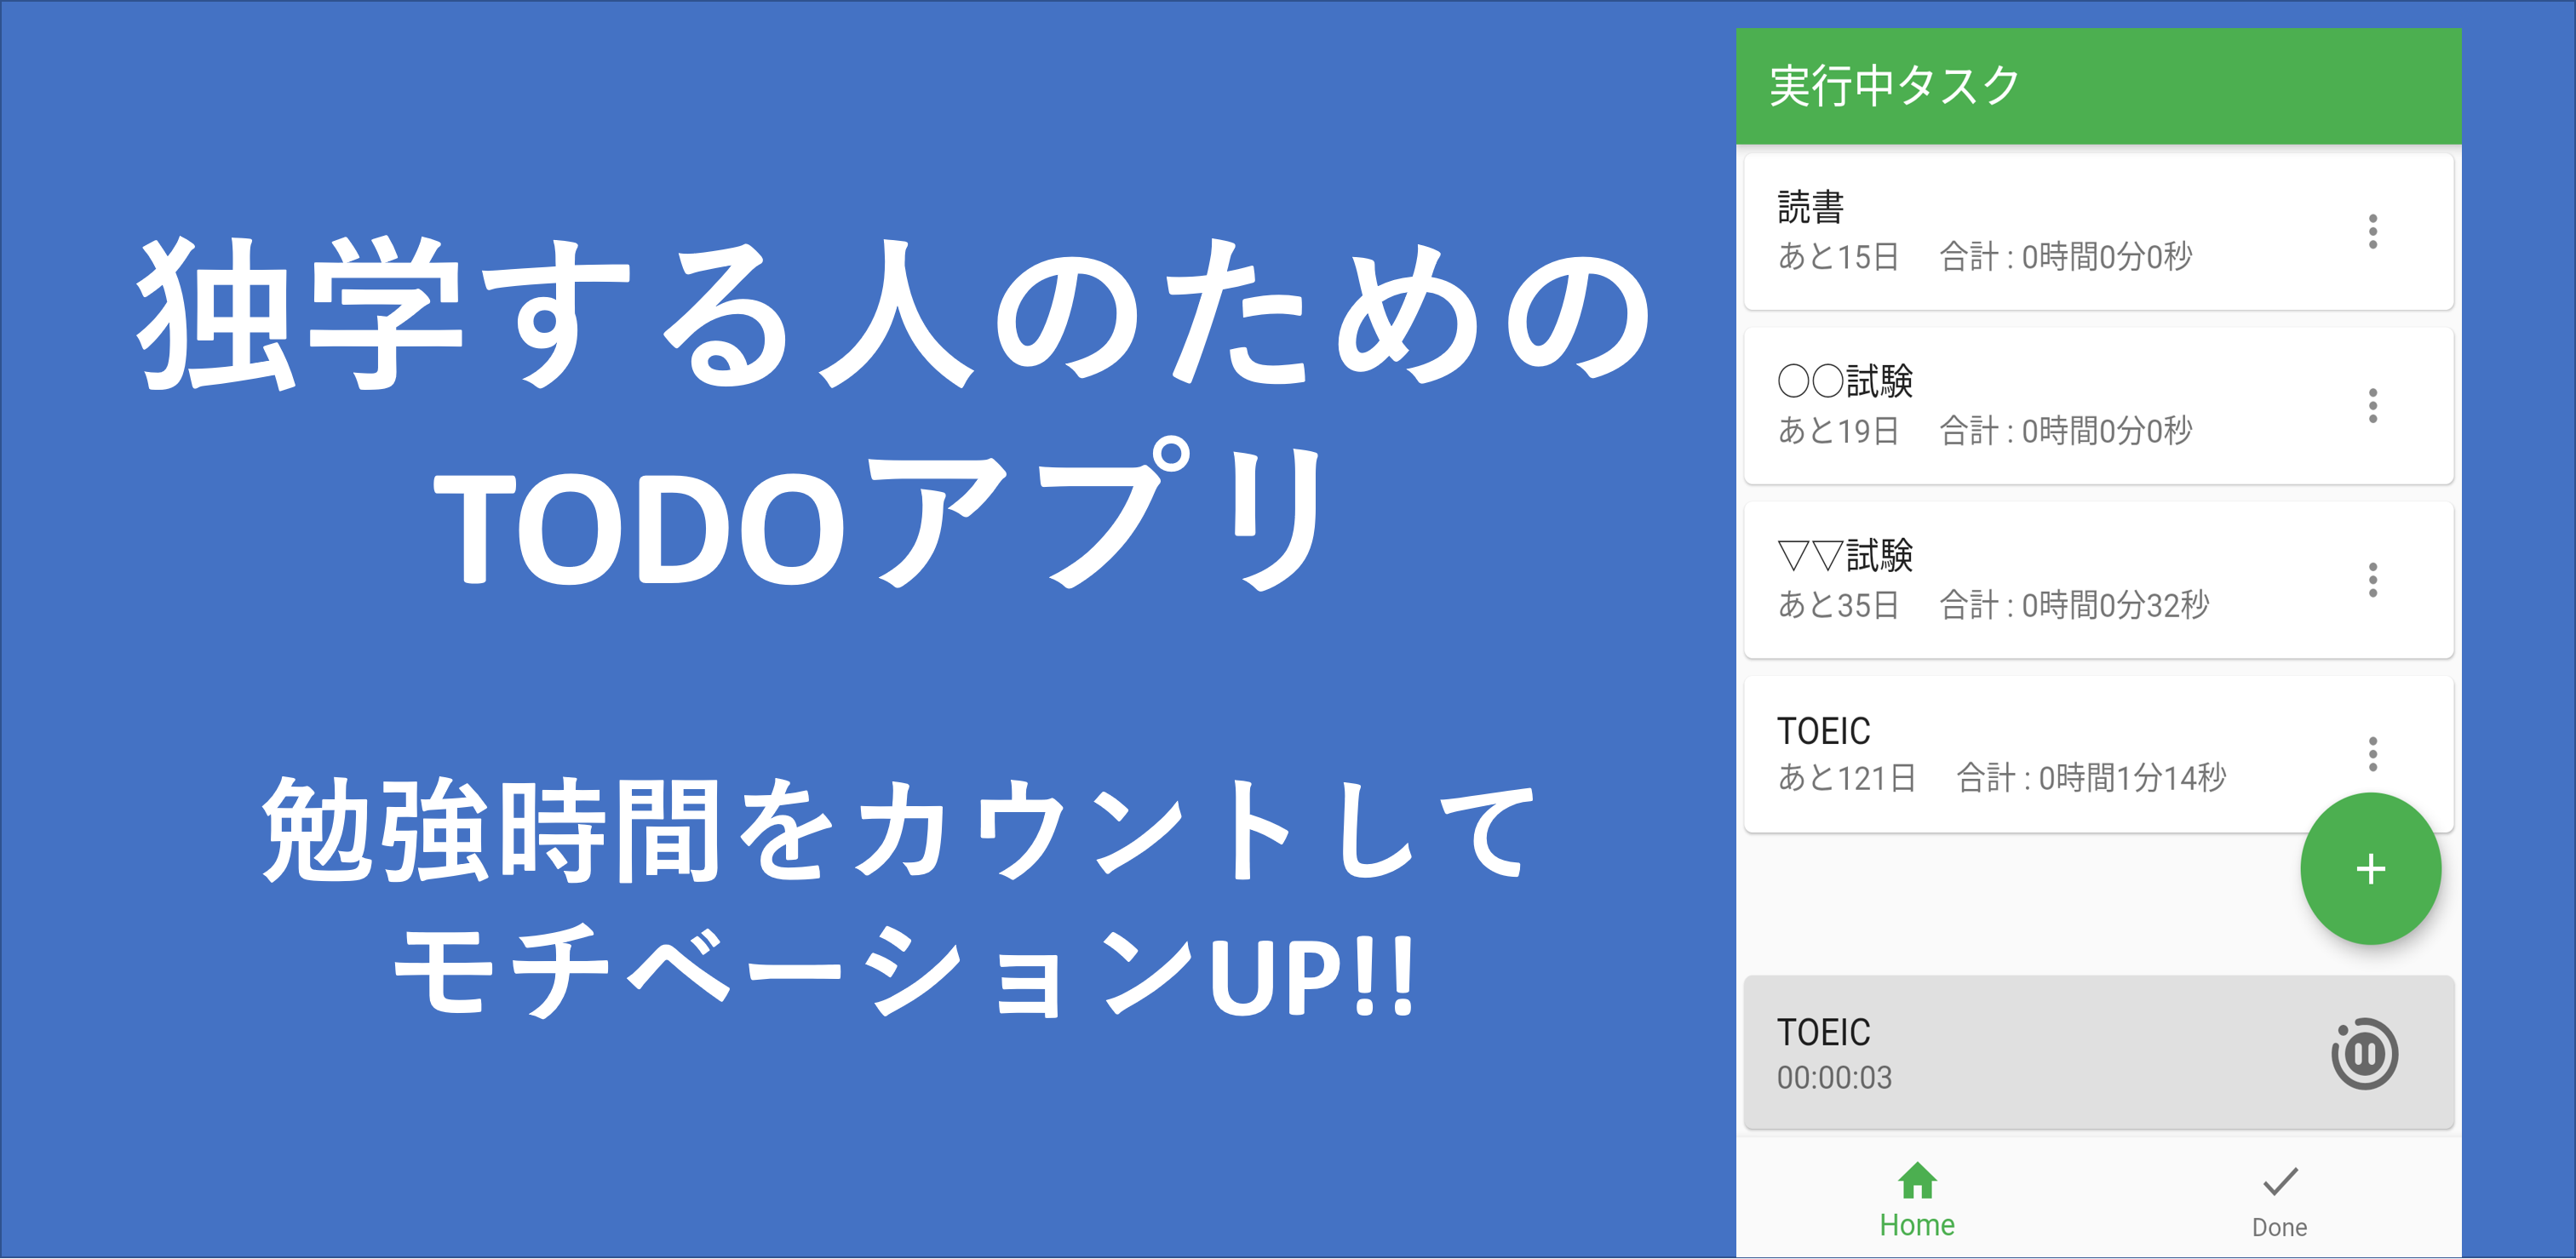 独学する人のための
TODOアプリ
勉強時間をカウントして
モチベーションUP!!
実行中タスク
読書
あと15日 合計 : 0時間0分0秒
○○試験
あと19日 合計 : 0時間0分0秒
▽▽試験
あと35日 合計 : 0時間0分32秒
TOEIC
あと121日 合計 : 0時間1分14秒
+
TOEIC
00:00:03
Home
Done